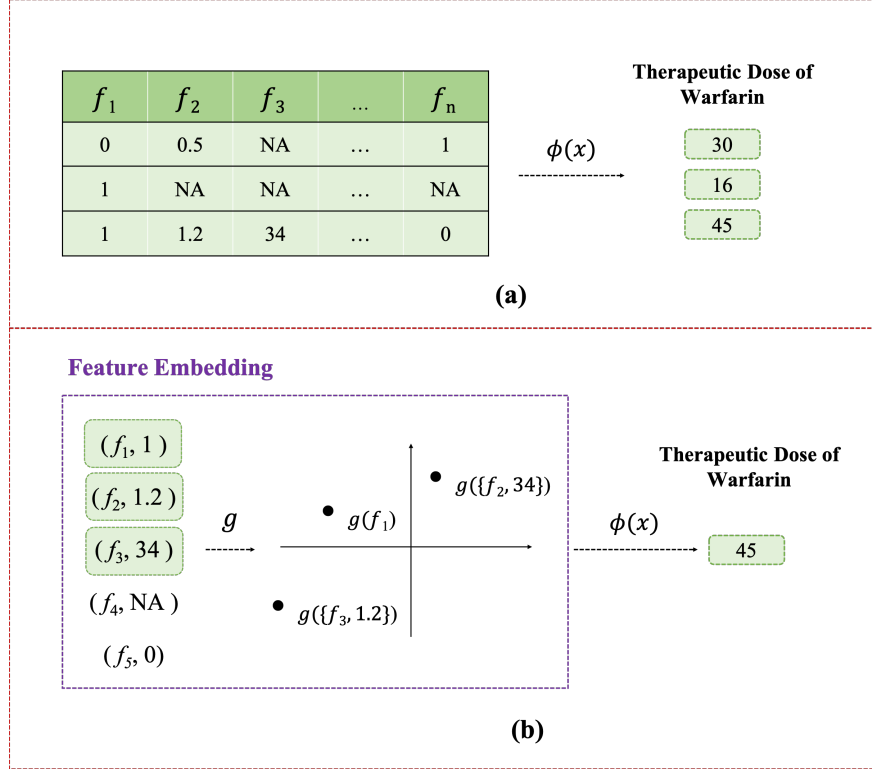 Therapeutic Dose of
Warfarin
f₁ f₂ f₃ ... fₙ
0 0.5 NA ... 1
1 NA NA ... NA
1 1.2 34 ... 0
ϕ(x)
30
16
45
(a)
Feature Embedding
(f₁, 1 )
(f₂, 1.2 )
(f₃, 34 )
(f₄, NA )
(f₅, 0)
g
g({f₂, 34})
g(f₁)
g({f₃, 1.2})
ϕ(x)
Therapeutic Dose of
Warfarin
45
(b)